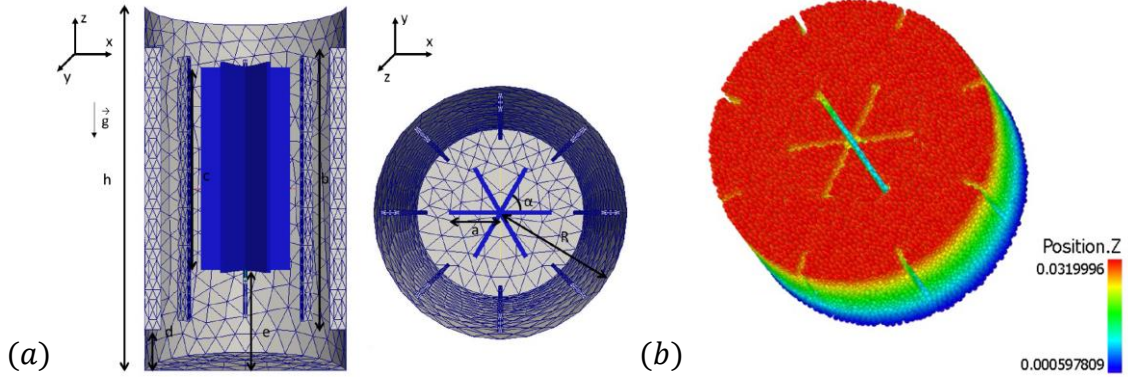 z
x
y
g
h
c
b
d
e
(a)
y
x
z
α
a
R
(b)
Position.Z
0.0319996
0.000597809